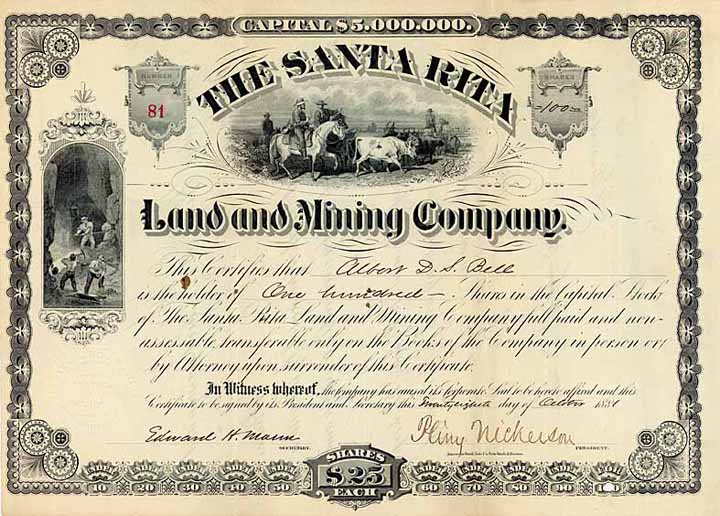 CAPITAL $5.000.000.
NUMBER
81
SHARES
100
THE SANTA RITA
Land and Mining Company.
This Certifies that Albert D. S. Bell
is the holder of One hundred Shares in the Capital Stock
of The Santa Rita Land and Mining Company full paid and non-
assessable, transferable only on the Books of the Company in person or
by Attorney upon surrender of this Certificate.
In Witness whereof, the Company has caused its Corporate Seal to be hereto affixed and this
Certificate to be signed by its President and Secretary this Twenty eighth day of
Edward H. Mann
SECRETARY.
Pliny Nickerson
PRESIDENT.
SHARES
$25
EACH
10 20 30 40 50 60 70 80 90